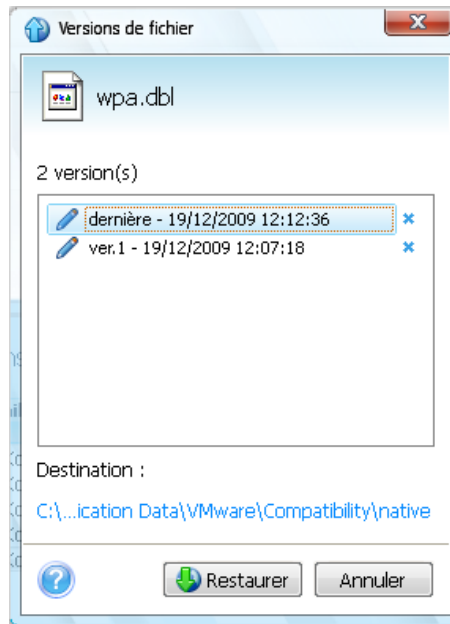 Versions de fichier
wpa.dbl
2 version(s)
dernière - 19/12/2009 12:12:36
ver.1 - 19/12/2009 12:07:18
Destination :
C:\...ication Data\VMware\Compatibility\native
Restaurer
Annuler